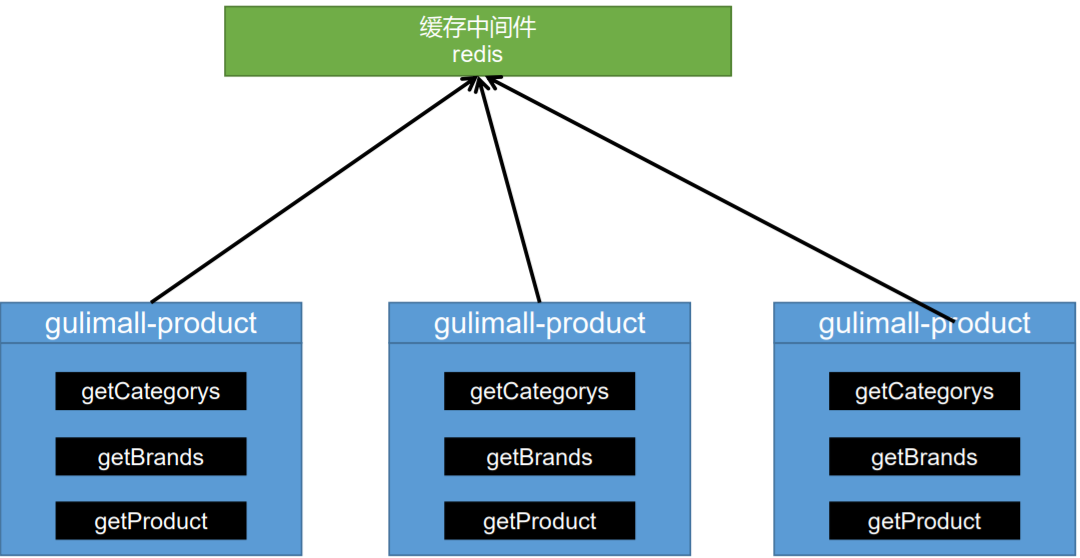 缓存中间件
redis
gulimall-product
gulimall-product
gulimall-product
getCategorys
getCategorys
getCategorys
getBrands
getBrands
getBrands
getProduct
getProduct
getProduct